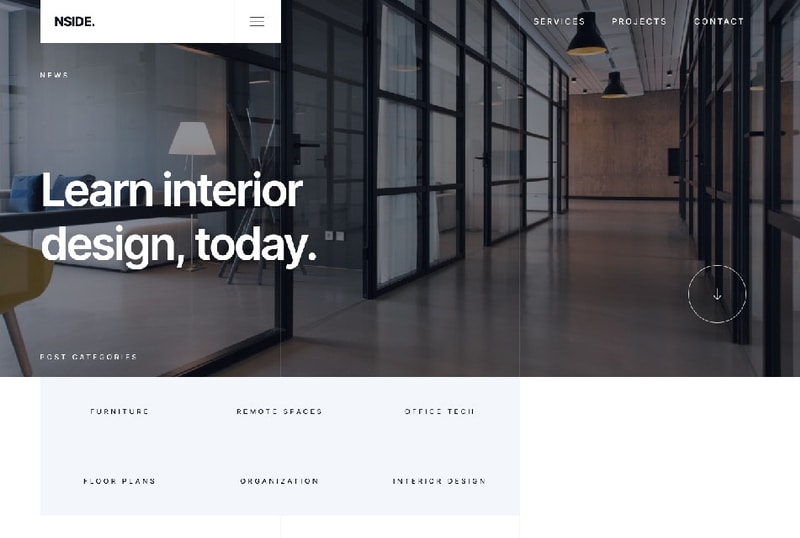 NSIDE.
SERVICES PROJECTS CONTACT
NEWS
Learn interior
design, today.
POST CATEGORIES
FURNITURE REMOTE SPACES OFFICE TECH
FLOOR PLANS ORGANIZATION INTERIOR DESIGN